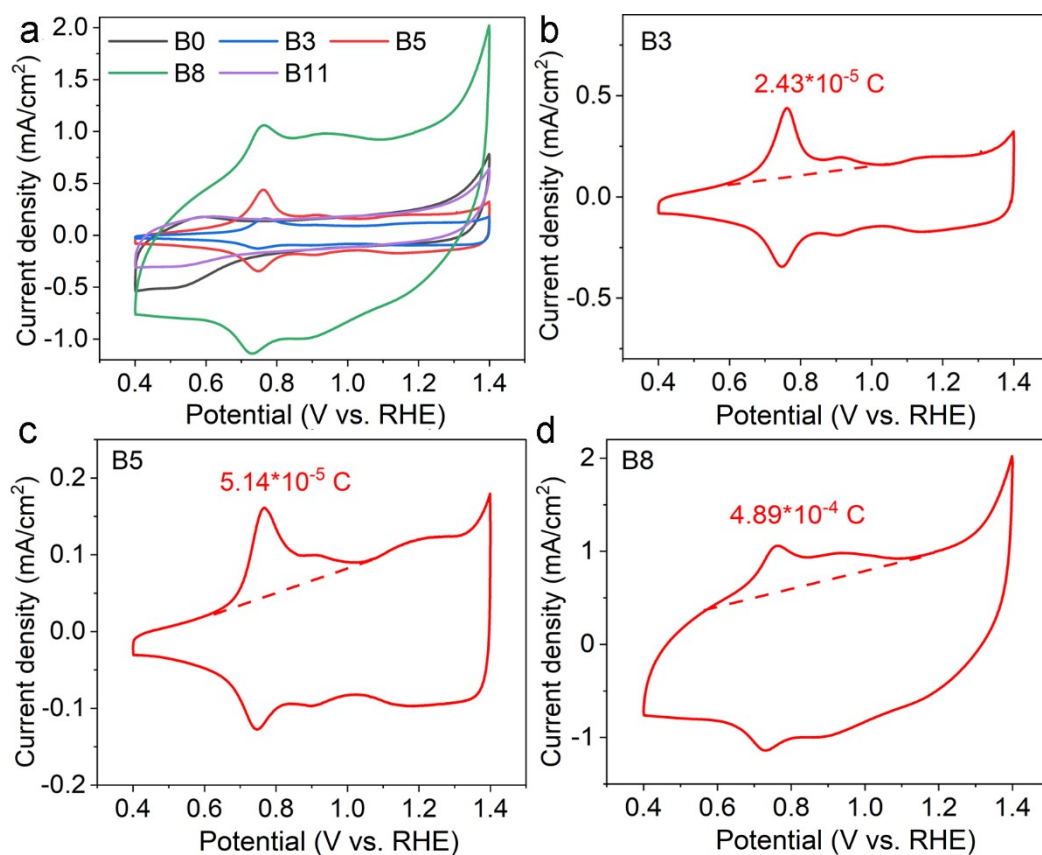 a
B0 B3 B5
B8 B11
2.0
1.5
1.0
0.5
0.0
-0.5
-1.0
Current density (mA/cm²)
0.4 0.6 0.8 1.0 1.2 1.4
Potential (V vs. RHE)
b
B3
2.43*10⁻⁵ C
0.5
0.0
-0.5
Current density (mA/cm²)
0.4 0.6 0.8 1.0 1.2 1.4
Potential (V vs. RHE)
c
B5
5.14*10⁻⁵ C
0.2
0.1
0.0
-0.1
0.2
Current density (mA/cm²)
0.4 0.6 0.8 1.0 1.2 1.4
Potential (V vs. RHE)
d
B8
4.89*10⁻⁴ C
2
1
0
-1
Current density (mA/cm²)
0.4 0.6 0.8 1.0 1.2 1.4
Potential (V vs. RHE)